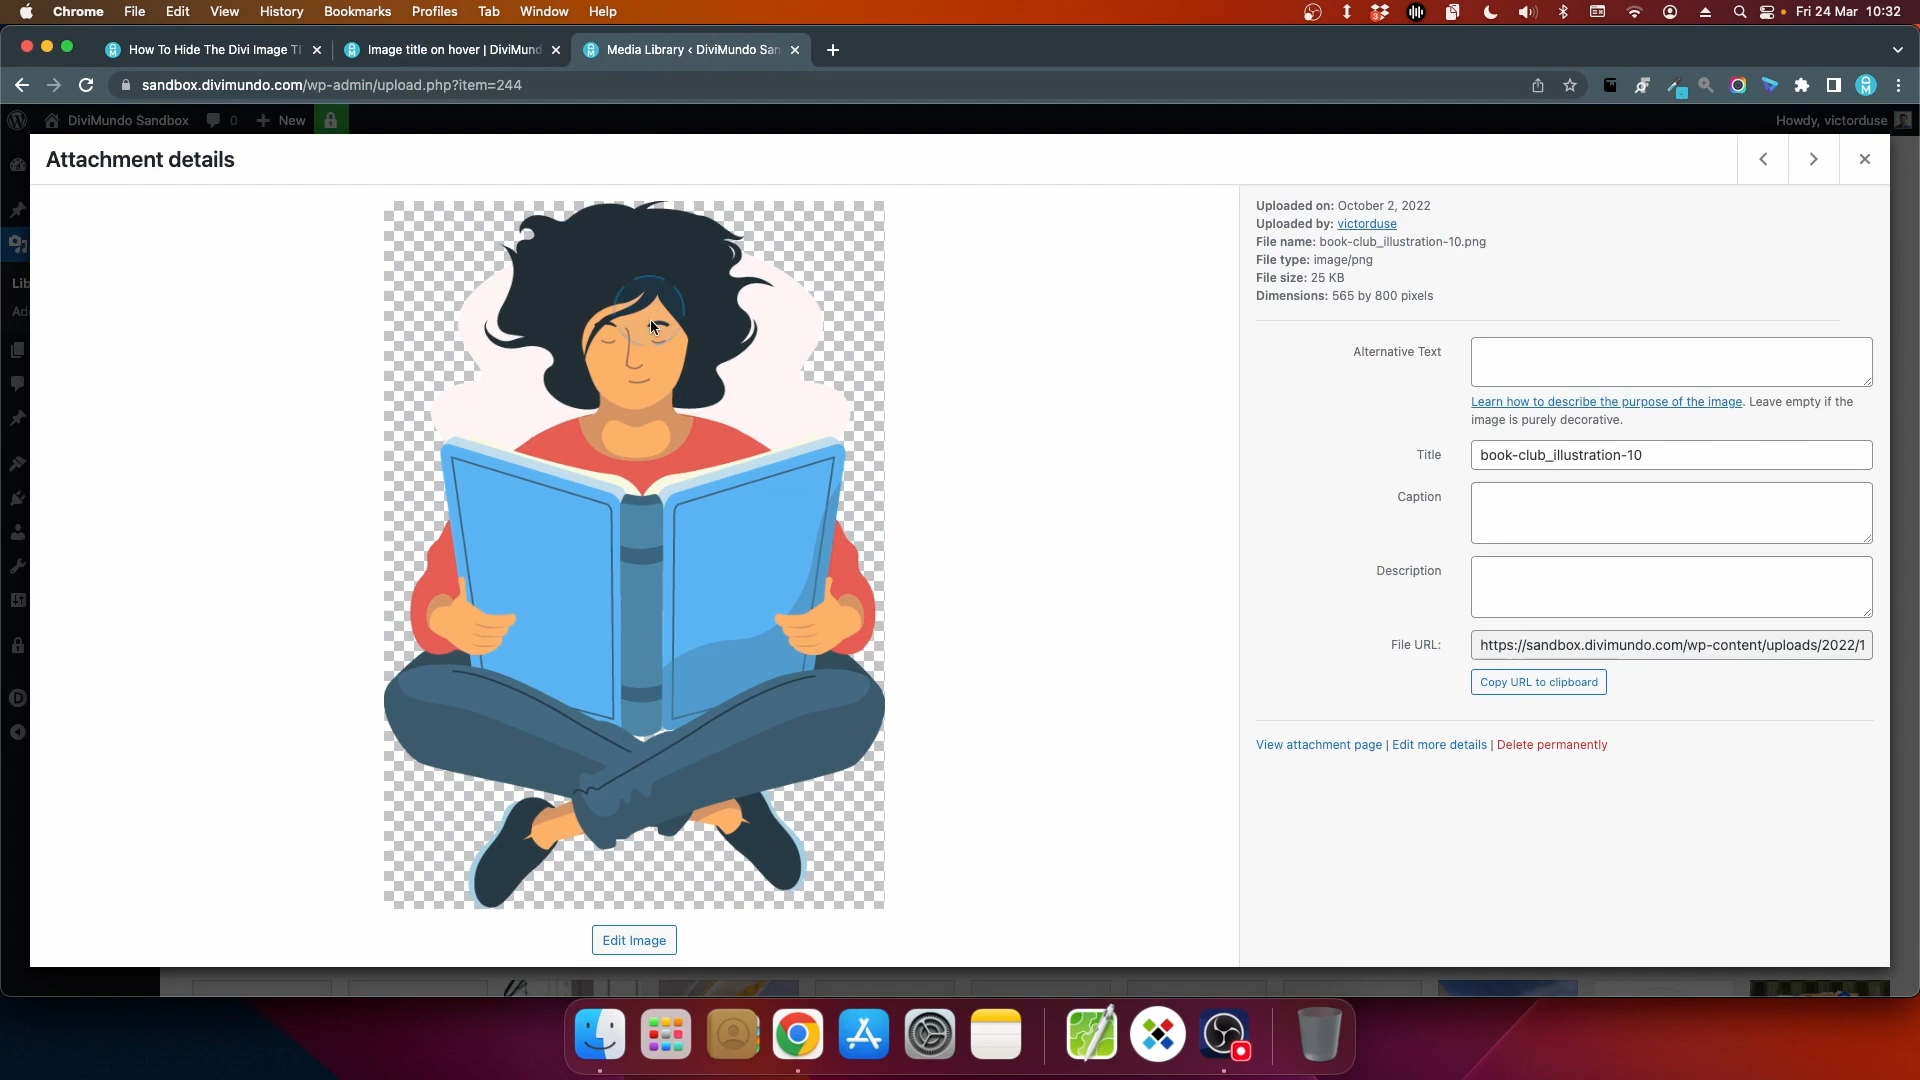 Chrome File Edit View History Bookmarks Profiles Tab Window Help
3
Fri 24 Mar 10:32
How To Hide The Divi Image
Image title on hover | DiviMund
Media Library ‹ DiviMundo San
sandbox.divimundo.com/wp-admin/upload.php?item=244
DiviMundo Sandbox 0 New
Howdy, victorduse
Attachment details
Uploaded on: October 2, 2022
Uploaded by: victorduse
File name: book-club_illustration-10.png
File type: image/png
File size: 25 KB
Dimensions: 565 by 800 pixels
Lib
Ad
Alternative Text
Learn how to describe the purpose of the image. Leave empty if the
image is purely decorative.
Title book-club_illustration-10
Caption
Description
File URL: https://sandbox.divimundo.com/wp-content/uploads/2022/1
Copy URL to clipboard
View attachment page | Edit more details | Delete permanently
Edit Image